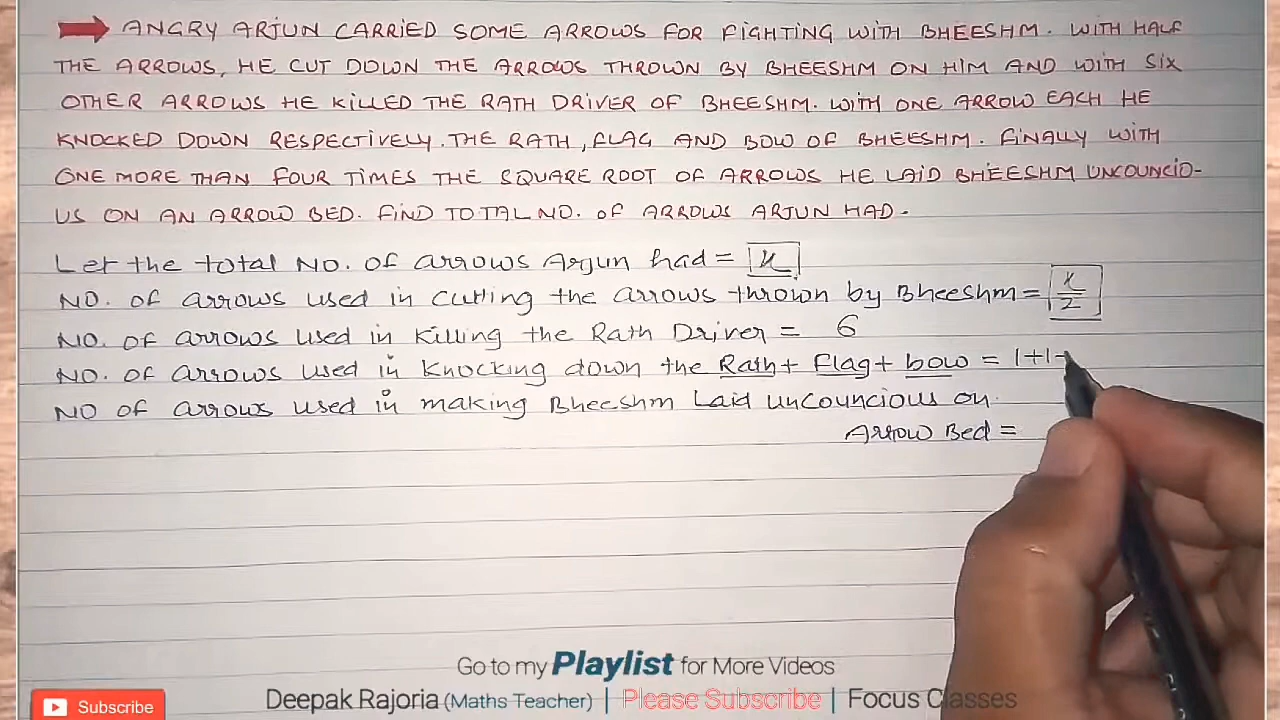 ANGRY ARJUN CARRIED SOME ARROWS FOR FIGHTING WITH BHEESHM. WITH HALF
THE ARROWS, HE CUT DOWN THE ARROWS THROWN BY BHEESHM ON HIM AND WITH SIX
OTHER ARROWS HE KILLED THE RATH DRIVER OF BHEESHM. WITH ONE ARROW EACH HE
KNOCKED DOWN RESPECTIVELY. THE RATH, FLAG AND BOW OF BHEESHM. FINALLY WITH
ONE MORE THAN FOUR TIMES THE SQUARE ROOT OF ARROWS HE LAID BHEESHM UNCOUNCIO-
US ON AN ARROW BED. FIND TOTAL NO. OF ARROWS ARJUN HAD.
Let the total NO. of arrows Arjun had = x
NO. of arrows used in cutting the arrows thrown by Bheeshm = x/2
NO. of arrows used in killing the Rath Driver = 6
NO. of arrows used in knocking down the Rath + Flag + bow = 1+1+
NO of arrows used in making Bheeshm Laid uncouncious on
Arrow Bed =
Go to my Playlist for More Videos
Subscribe
Deepak Rajoria (Maths Teacher) | Please Subscribe | Focus Classes